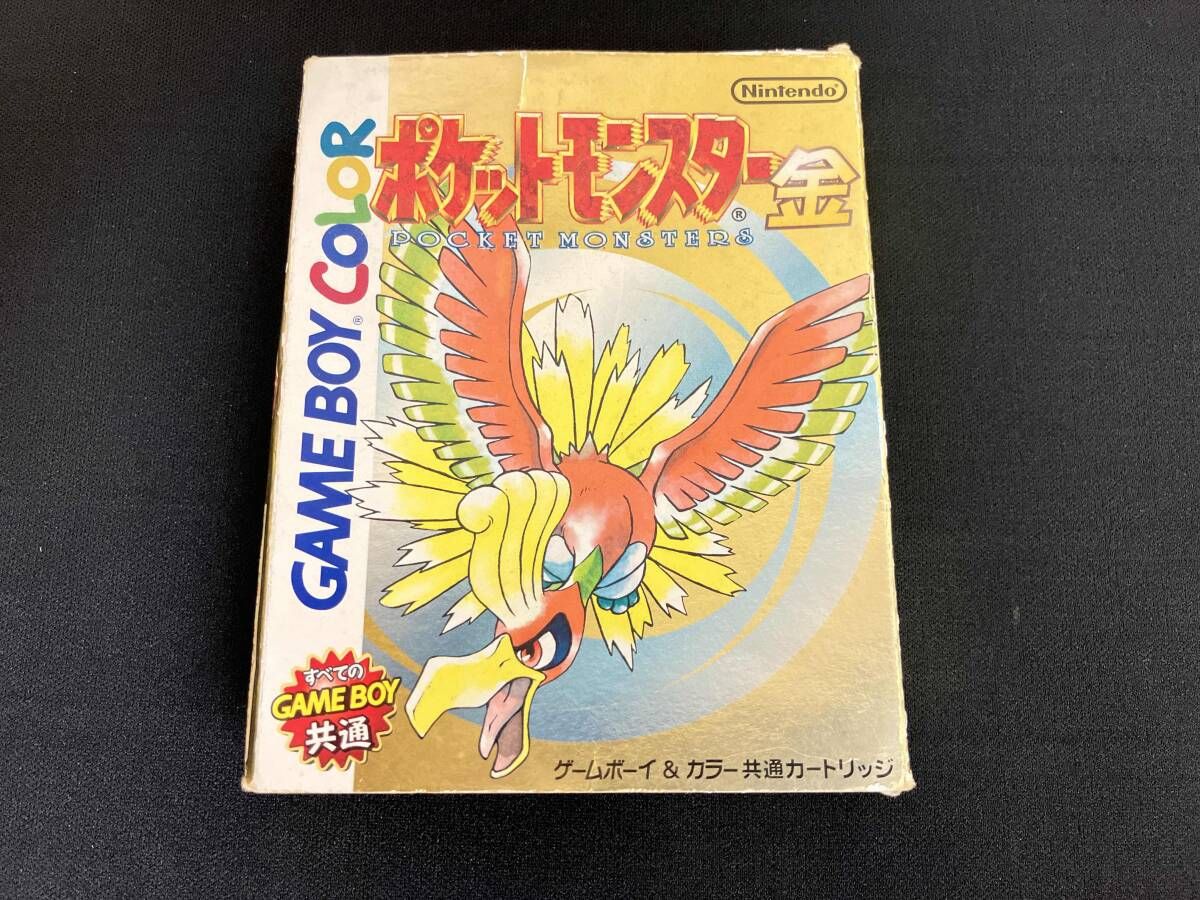 Nintendo
ポケットモンスター金
POCKET MONSTERS
GAME BOY COLOR
すべての
GAME BOY
共通
ゲームボーイ & カラー共通カートリッジ